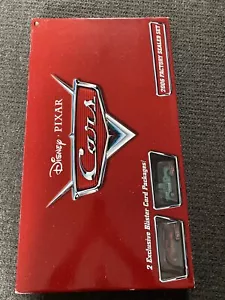 DISNEY · PIXAR
Cars
2006 FACTORY SEALED SET!
2 Exclusive Blister Card Packages!